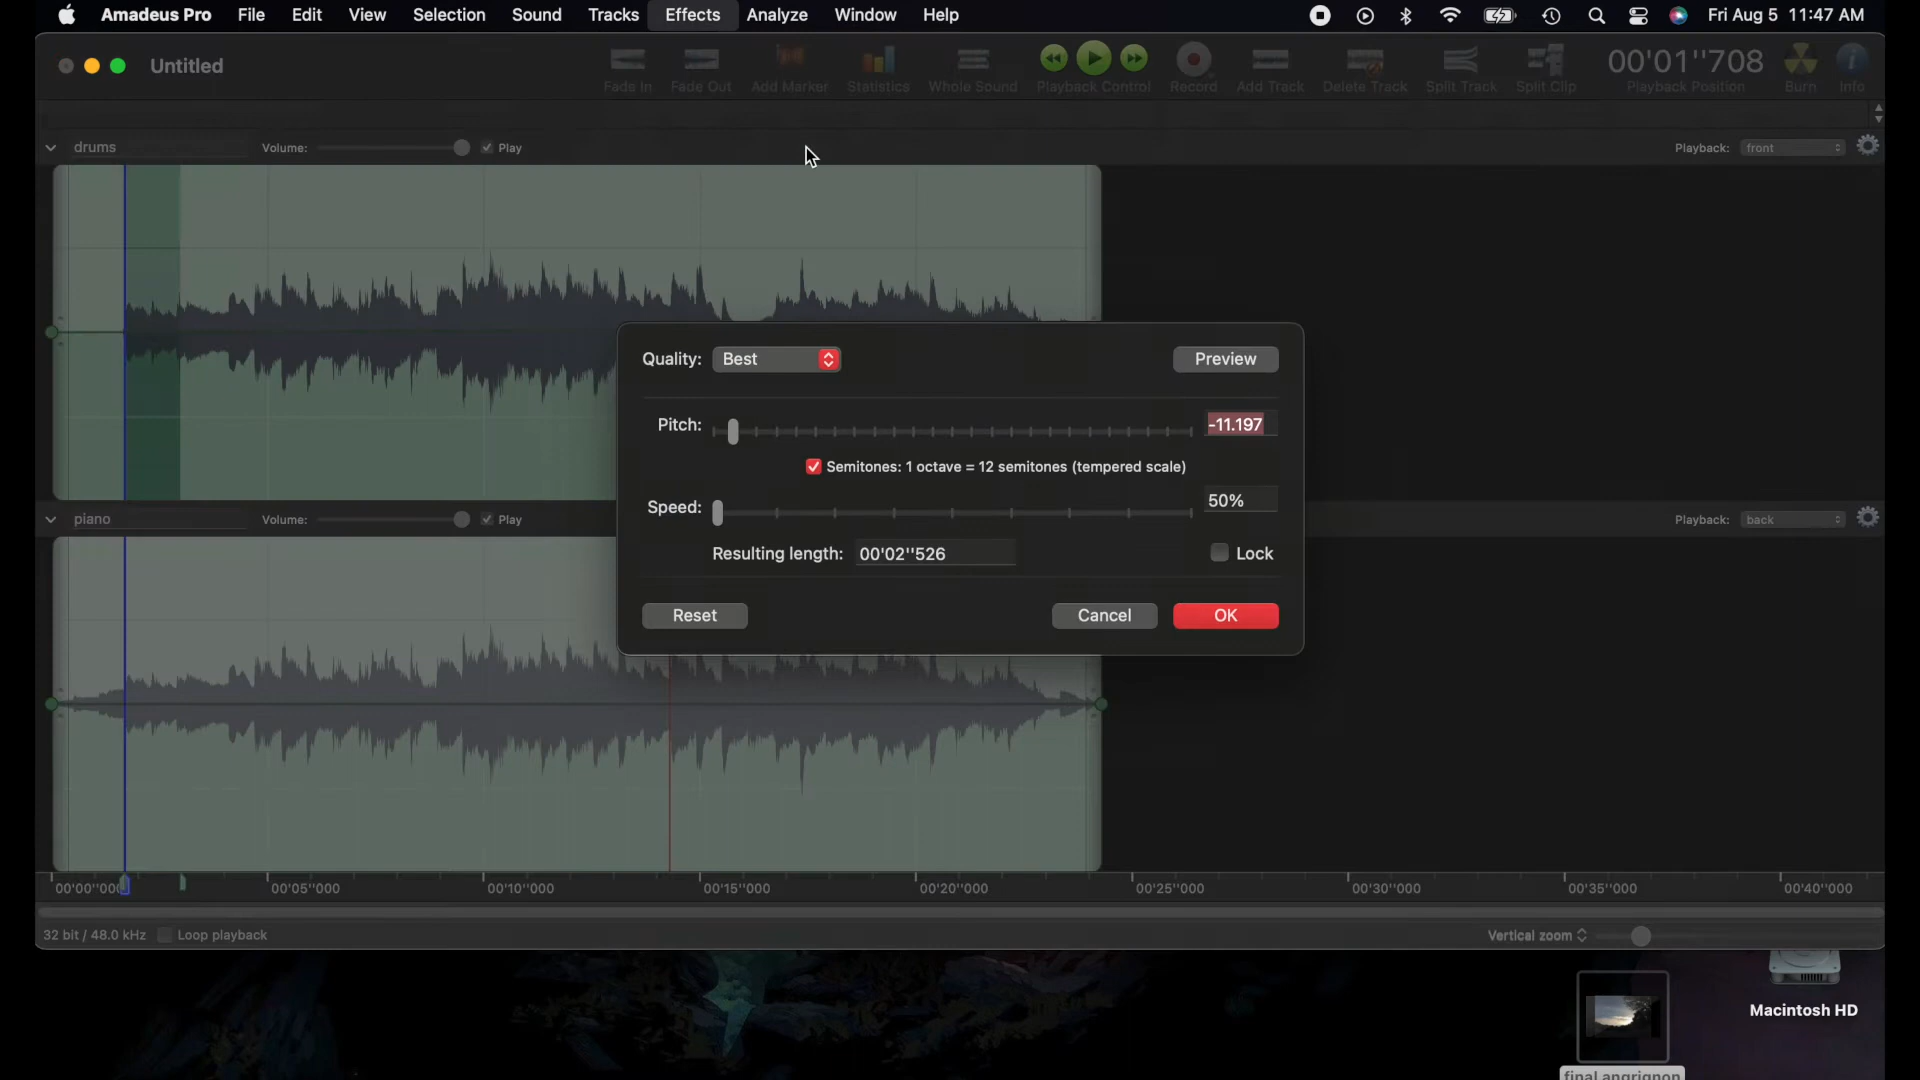 Amadeus Pro File Edit View Selection Sound Tracks Effects Analyze Window Help Fri Aug 5 11:47 AM
Untitled
00'01"708
Fade In Fade Out Add Marker Statistics Whole Sound Playback Control Record Add Track Delete Track Split Track Split Clip Playback Position Burn Info
drums Volume: Play Playback: front
Quality: Best Preview
Pitch: -11.197
Semitones: 1 octave = 12 semitones (tempered scale)
Speed: 50%
piano Volume: Play Playback: back
Resulting length: 00'02"526 Lock
Reset Cancel OK
00'00"000 00'05"000 00'10"000 00'15"000 00'20"000 00'25"000 00'30"000 00'35"000 00'40"000
32 bit / 48.0 kHz Loop playback Vertical zoom
Macintosh HD
final angrignon